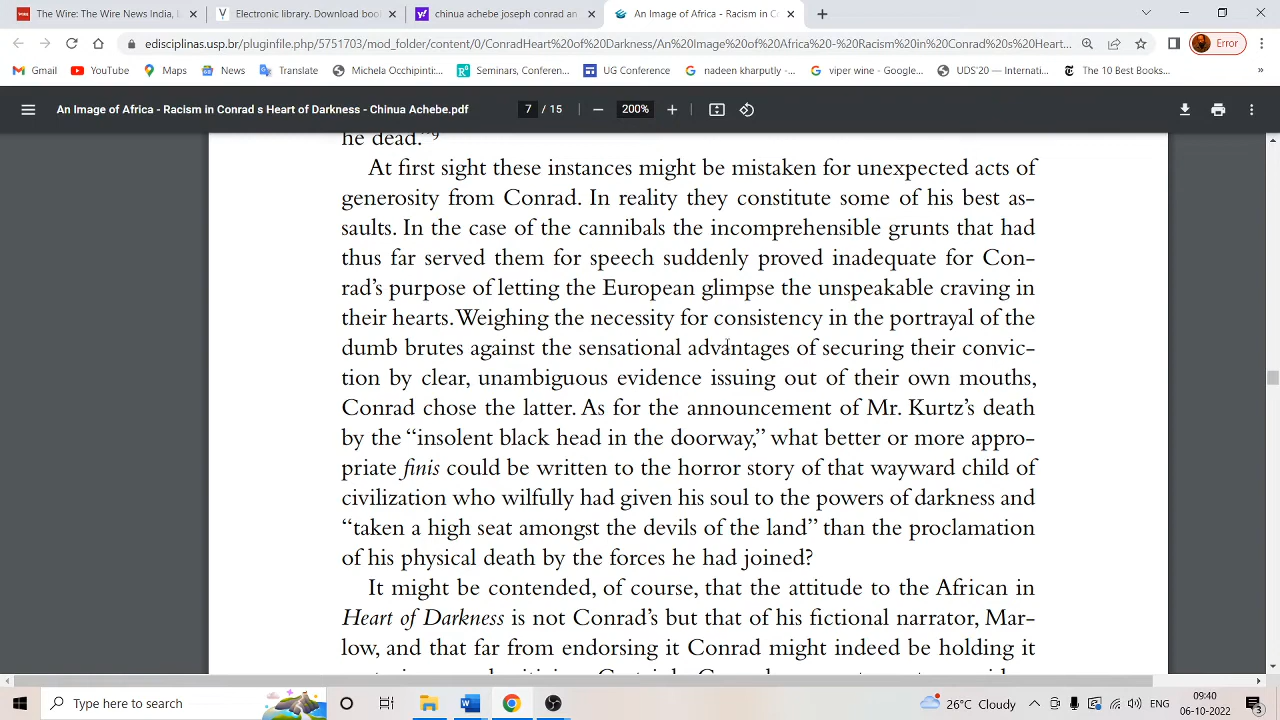 The Wire: The Wire News India, L
Electronic library. Download boo
chinua achebe joseph conrad an
An Image of Africa - Racism in Co
edisciplinas.usp.br/pluginfile.php/5751703/mod_folder/content/0/ConradHeart%20of%20Darkness/An%20Image%20of%20Africa%20-%20Racism%20in%20Conrad%20s%20Heart...
Error
Gmail
YouTube
Maps
News
Translate
Michela Occhipinti:...
Seminars, Conferen...
UG Conference
nadeen kharputly -...
viper wine - Google...
UDS'20 — Internati...
The 10 Best Books...
»
An Image of Africa - Racism in Conrad s Heart of Darkness - Chinua Achebe.pdf
7 / 15
200%
he dead."9
At first sight these instances might be mistaken for unexpected acts of
generosity from Conrad. In reality they constitute some of his best as-
saults. In the case of the cannibals the incomprehensible grunts that had
thus far served them for speech suddenly proved inadequate for Con-
rad's purpose of letting the European glimpse the unspeakable craving in
their hearts. Weighing the necessity for consistency in the portrayal of the
dumb brutes against the sensational advantages of securing their convic-
tion by clear, unambiguous evidence issuing out of their own mouths,
Conrad chose the latter. As for the announcement of Mr. Kurtz's death
by the "insolent black head in the doorway," what better or more appro-
priate finis could be written to the horror story of that wayward child of
civilization who wilfully had given his soul to the powers of darkness and
"taken a high seat amongst the devils of the land" than the proclamation
of his physical death by the forces he had joined?
It might be contended, of course, that the attitude to the African in
Heart of Darkness is not Conrad's but that of his fictional narrator, Mar-
low, and that far from endorsing it Conrad might indeed be holding it
Type here to search
26°C Cloudy
ENG
09:40
06-10-2022
3